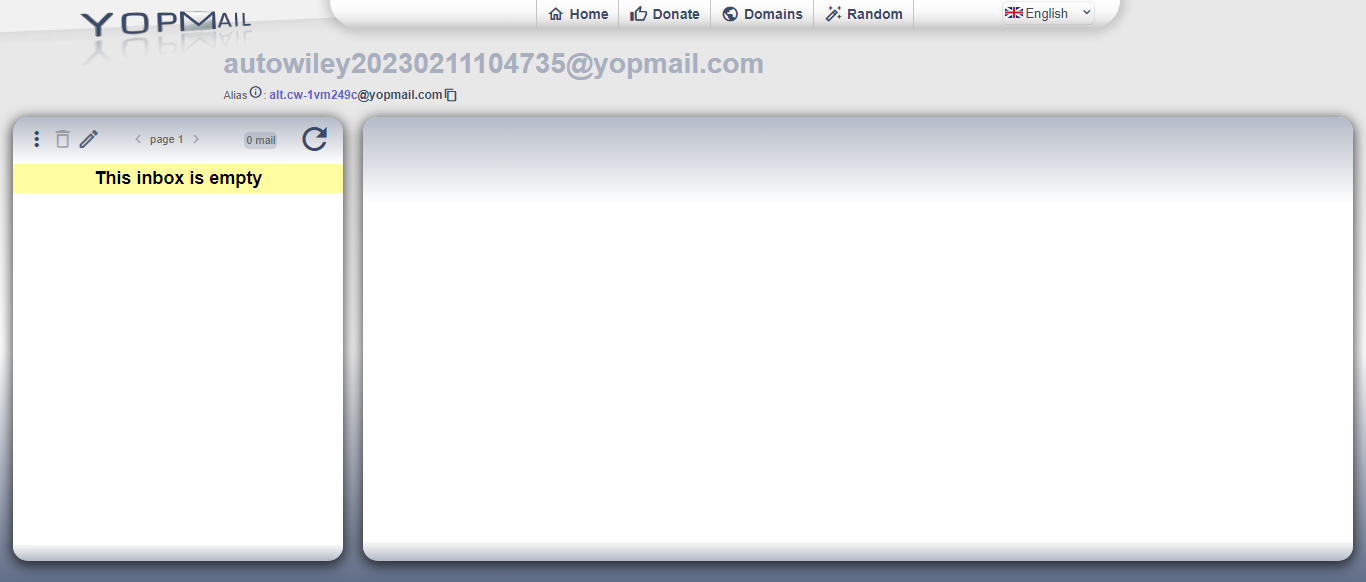 YOPMAIL
Home Donate Domains Random English
autowiley20230211104735@yopmail.com
Alias : alt.cw-1vm249c@yopmail.com
page 1 0 mail
This inbox is empty